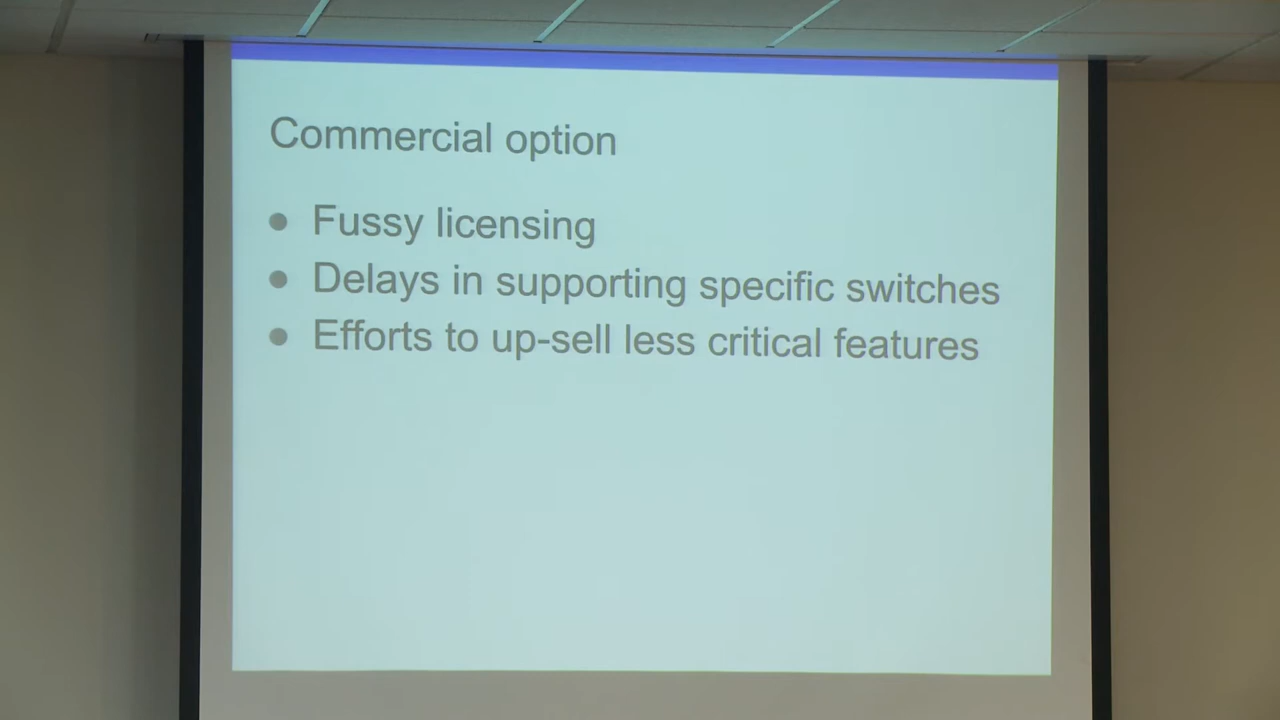 Commercial option
● Fussy licensing
● Delays in supporting specific switches
● Efforts to up-sell less critical features